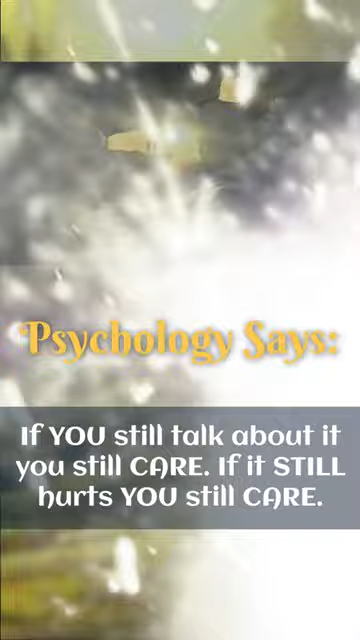 Psychology Says:
If YOU still talk about it
you still CARE. If it STILL
hurts YOU still CARE.